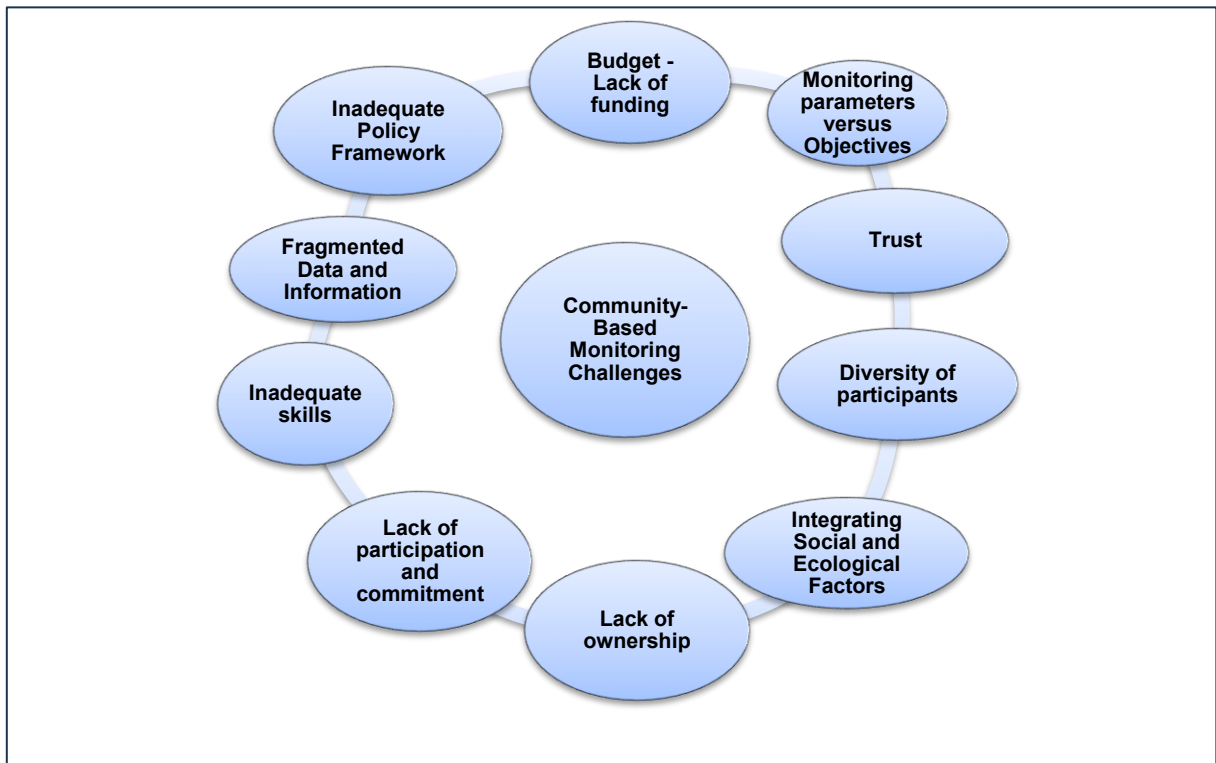 Budget -
Lack of
funding
Monitoring
parameters
versus
Objectives
Trust
Diversity of
participants
Integrating
Social and
Ecological
Factors
Lack of
ownership
Lack of
participation
and
commitment
Inadequate
skills
Fragmented
Data and
Information
Inadequate
Policy
Framework
Community-
Based
Monitoring
Challenges